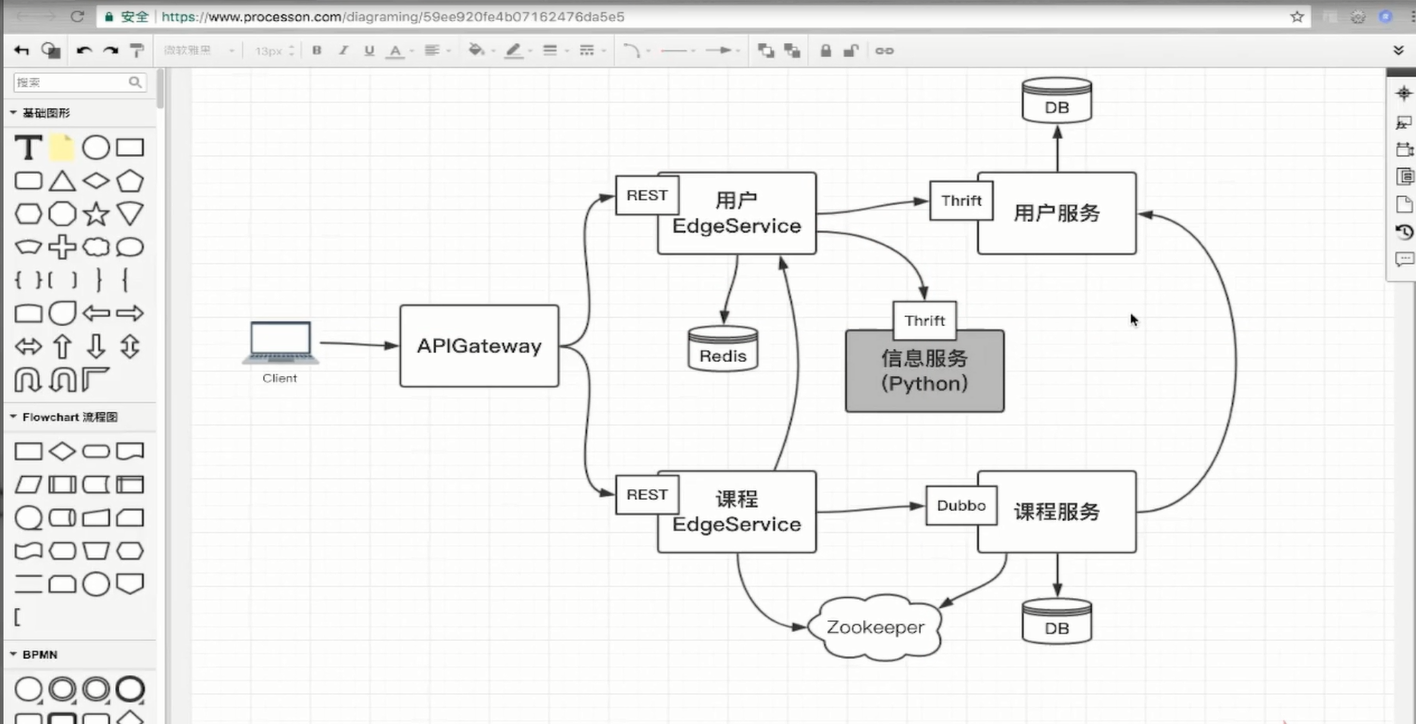 安全 https://www.processon.com/diagraming/59ee920fe4b07162476da5e5
微软雅黑 13px B I U A
搜索
基础图形
T
Flowchart 流程图
BPMN
DB
REST
用户
EdgeService
Thrift
用户服务
Client
APIGateway
Redis
Thrift
信息服务
（Python）
REST
课程
EdgeService
Dubbo
课程服务
Zookeeper
DB